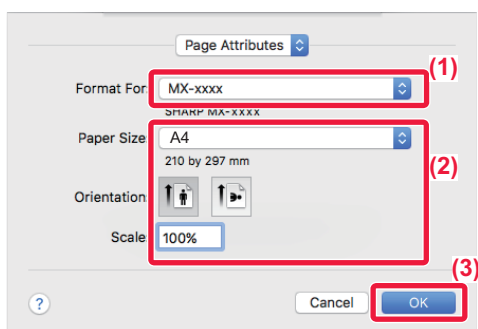 Page Attributes
(1)
Format For: MX-xxxx
SHARP MX-xxxx
Paper Size: A4
210 by 297 mm
(2)
Orientation:
Scale: 100%
(3)
? Cancel OK